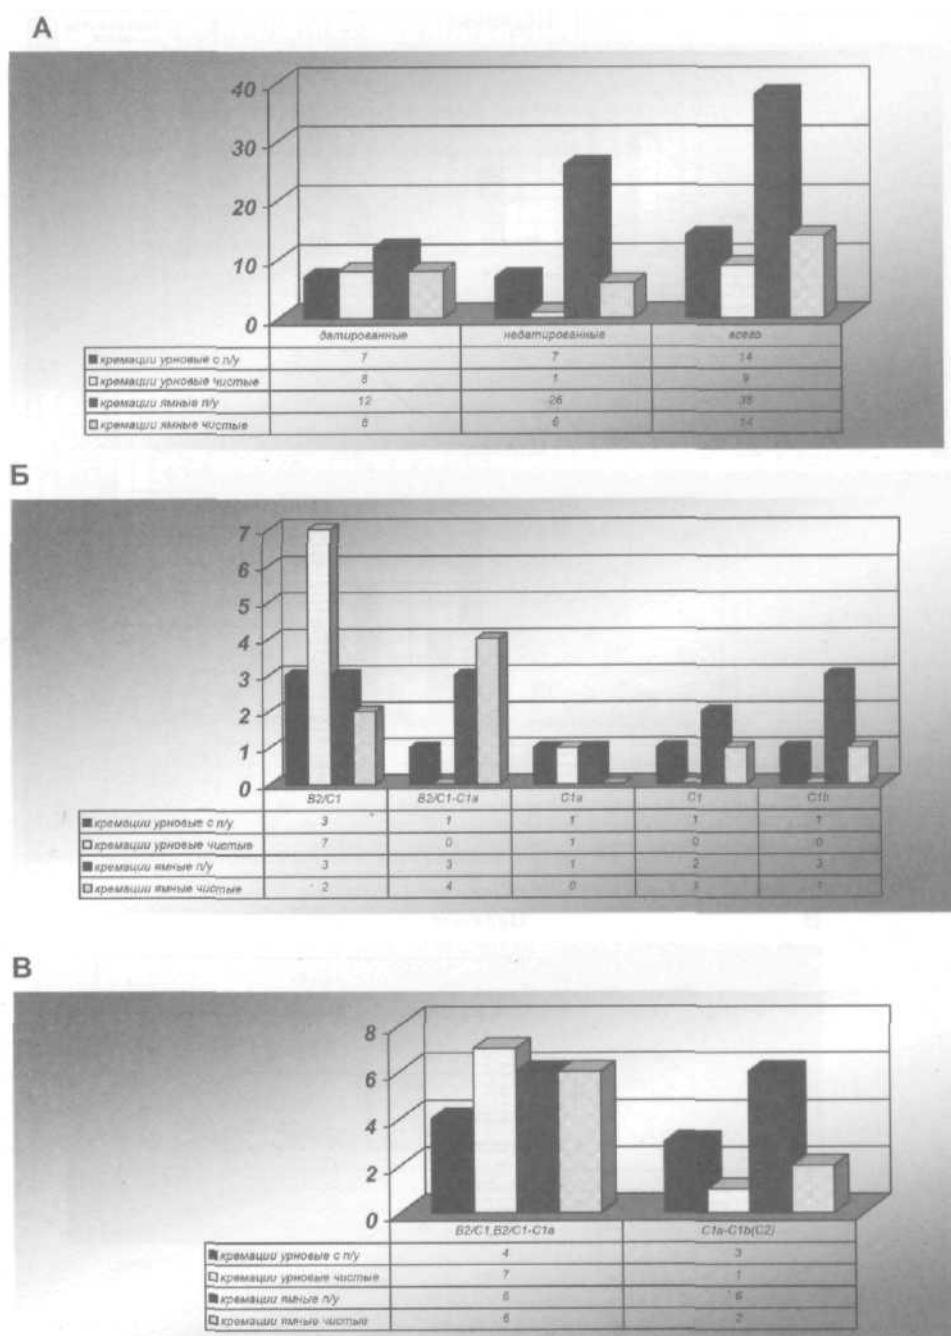 А
40
30
20
10
0
датированные недатированные всего
кремации урновые с п/у 7 7 14
кремации урновые чистые 8 1 9
кремации ямные п/у 12 26 38
кремации ямные чистые 8 6 14
Б
7
6
5
4
3
2
1
0
B2/C1 B2/C1-C1a C1a C1 C1b
кремации урновые с п/у 3 1 1 1 1
кремации урновые чистые 7 0 1 0 0
кремации ямные п/у 3 3 1 2 3
кремации ямные чистые 2 4 0 1 1
В
8
6
4
2
0
B2/C1,B2/C1-C1a C1a-C1b(C2)
кремации урновые с п/у 4 3
кремации урновые чистые 7 1
кремации ямные п/у 6 6
кремации ямные чистые 6 2